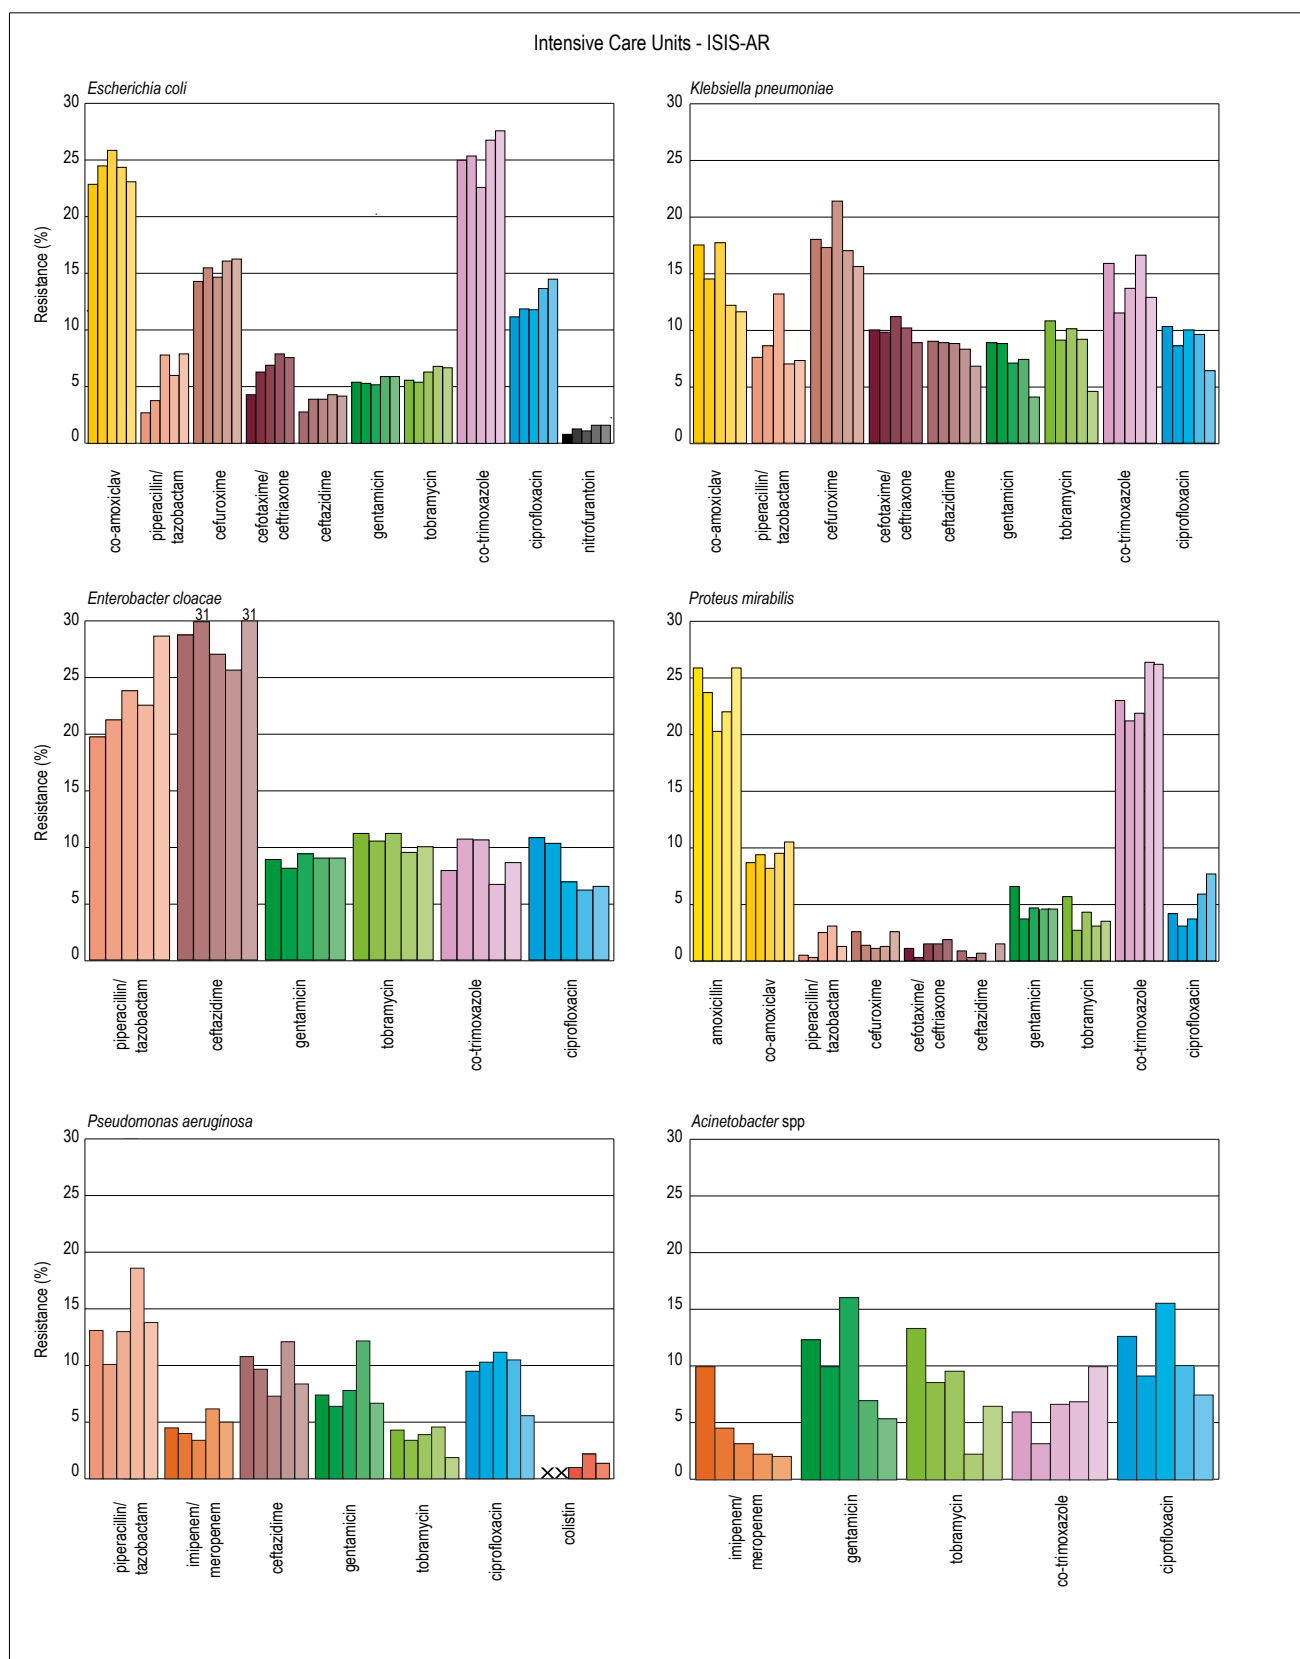 Intensive Care Units - ISIS-AR
Escherichia coli
30
25
20
15
10
5
0
Resistance (%)
co-amoxiclav
piperacillin/
tazobactam
cefuroxime
cefotaxime/
ceftriaxone
ceftazidime
gentamicin
tobramycin
co-trimoxazole
ciprofloxacin
nitrofurantoin
Klebsiella pneumoniae
30
25
20
15
10
5
0
co-amoxiclav
piperacillin/
tazobactam
cefuroxime
cefotaxime/
ceftriaxone
ceftazidime
gentamicin
tobramycin
co-trimoxazole
ciprofloxacin
Enterobacter cloacae
31
31
30
25
20
15
10
5
0
Resistance (%)
piperacillin/
tazobactam
ceftazidime
gentamicin
tobramycin
co-trimoxazole
ciprofloxacin
Proteus mirabilis
30
25
20
15
10
5
0
amoxicillin
co-amoxiclav
piperacillin/
tazobactam
cefuroxime
cefotaxime/
ceftriaxone
ceftazidime
gentamicin
tobramycin
co-trimoxazole
ciprofloxacin
Pseudomonas aeruginosa
30
25
20
15
10
5
0
Resistance (%)
XX
piperacillin/
tazobactam
imipenem/
meropenem
ceftazidime
gentamicin
tobramycin
ciprofloxacin
colistin
Acinetobacter spp
30
25
20
15
10
5
0
imipenem/
meropenem
gentamicin
tobramycin
co-trimoxazole
ciprofloxacin